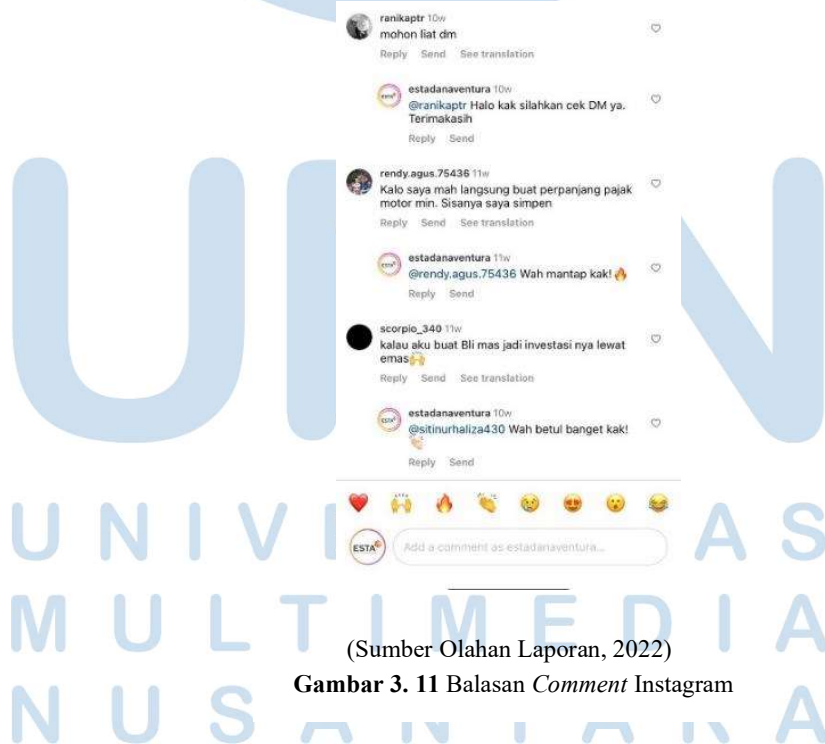 ranikaptr 10w
mohon liat dm
Reply Send See translation
estadanaventura 10w
@ranikaptr Halo kak silahkan cek DM ya.
Terimakasih
Reply Send
rendy.agus.75436 11w
Kalo saya mah langsung buat perpanjang pajak
motor min. Sisanya saya simpen
Reply Send See translation
estadanaventura 11w
@rendy.agus.75436 Wah mantap kak!🔥
Reply Send
scorpio_340 11w
kalau aku buat Bli mas jadi investasi nya lewat
emas🙌
Reply Send See translation
estadanaventura 10w
@sitinurhaliza430 Wah betul banget kak!
👏🏻
Reply Send
❤️ 🙌 🔥 👏 😢 😍 😮 😂
ESTA Add a comment as estadanaventura...
(Sumber Olahan Laporan, 2022)
Gambar 3. 11 Balasan Comment Instagram